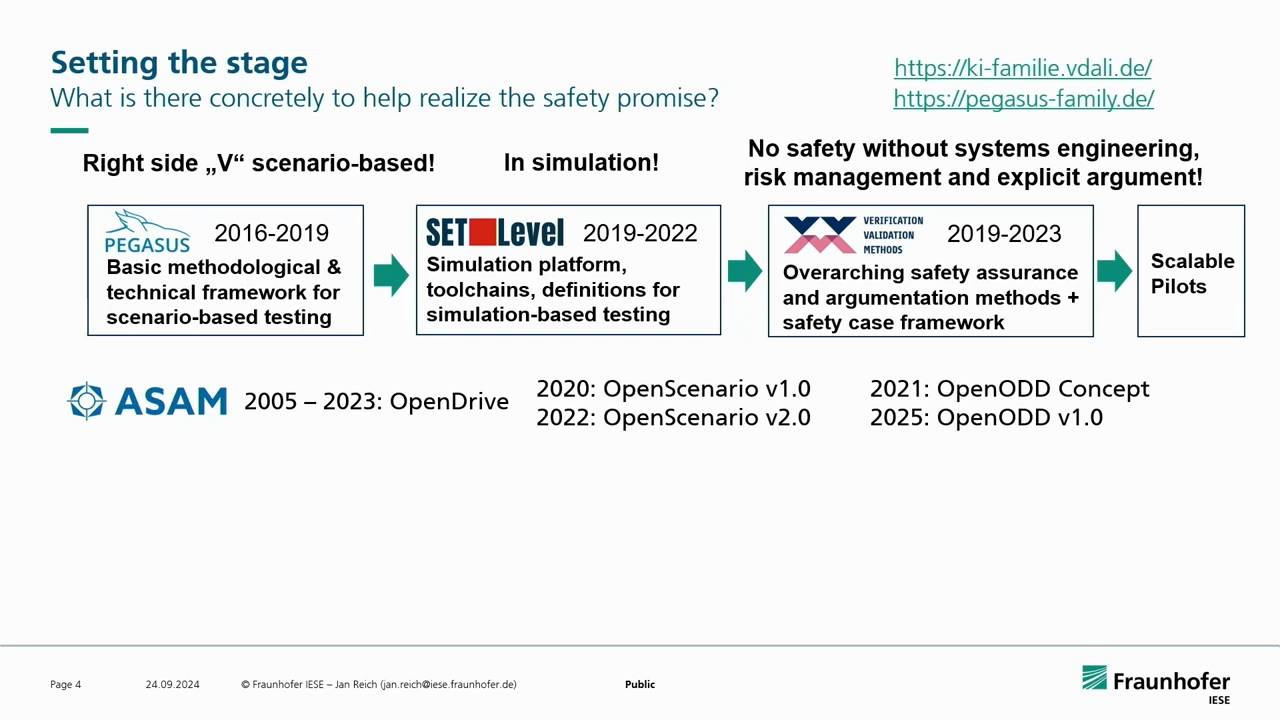 Setting the stage
What is there concretely to help realize the safety promise?
https://ki-familie.vdali.de/
https://pegasus-family.de/
Right side „V“ scenario-based!
In simulation!
No safety without systems engineering,
risk management and explicit argument!
PEGASUS
2016-2019
Basic methodological &
technical framework for
scenario-based testing
SET Level
2019-2022
Simulation platform,
toolchains, definitions for
simulation-based testing
VERIFICATION
VALIDATION
METHODS
2019-2023
Overarching safety assurance
and argumentation methods +
safety case framework
Scalable
Pilots
ASAM
2005 – 2023: OpenDrive
2020: OpenScenario v1.0
2022: OpenScenario v2.0
2021: OpenODD Concept
2025: OpenODD v1.0
Page 4
24.09.2024
© Fraunhofer IESE – Jan Reich (jan.reich@iese.fraunhofer.de)
Public
Fraunhofer
IESE